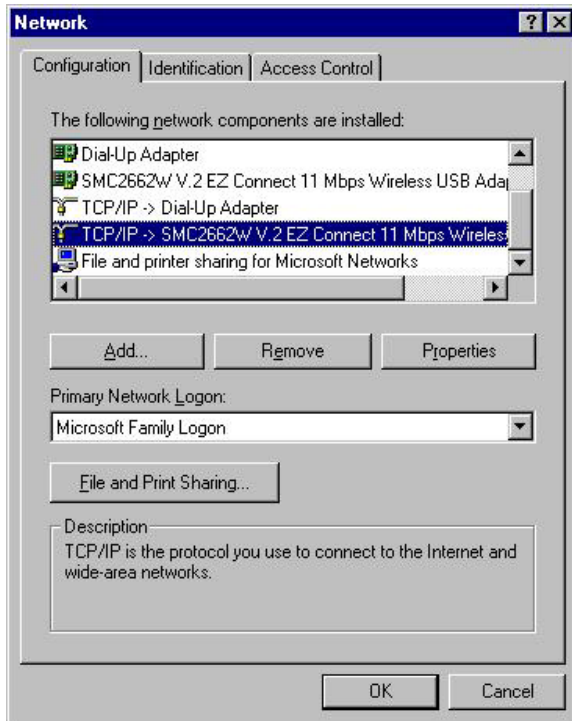 Network
Configuration Identification Access Control
The following network components are installed:
Dial-Up Adapter
SMC2662W V.2 EZ Connect 11 Mbps Wireless USB Adap
TCP/IP -> Dial-Up Adapter
TCP/IP -> SMC2662W V.2 EZ Connect 11 Mbps Wireles
File and printer sharing for Microsoft Networks
Add... Remove Properties
Primary Network Logon:
Microsoft Family Logon
File and Print Sharing...
Description
TCP/IP is the protocol you use to connect to the Internet and
wide-area networks.
OK Cancel